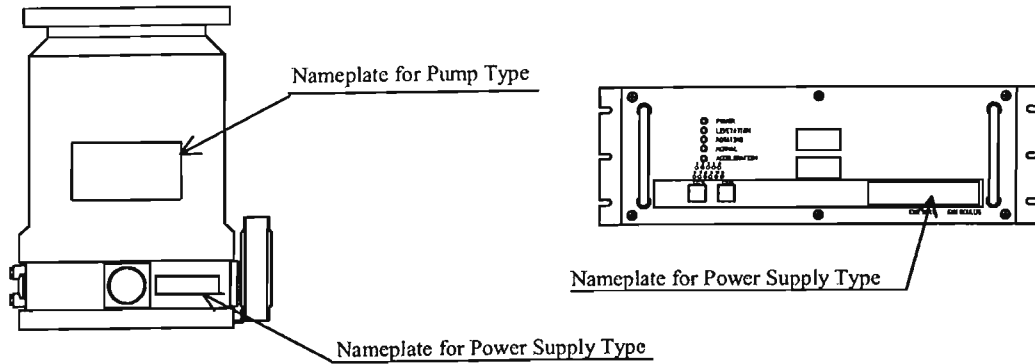 Nameplate for Pump Type
POWER
LEVITATION
ROTATING
NORMAL
ACCELERATION
Nameplate for Power Supply Type
Nameplate for Power Supply Type